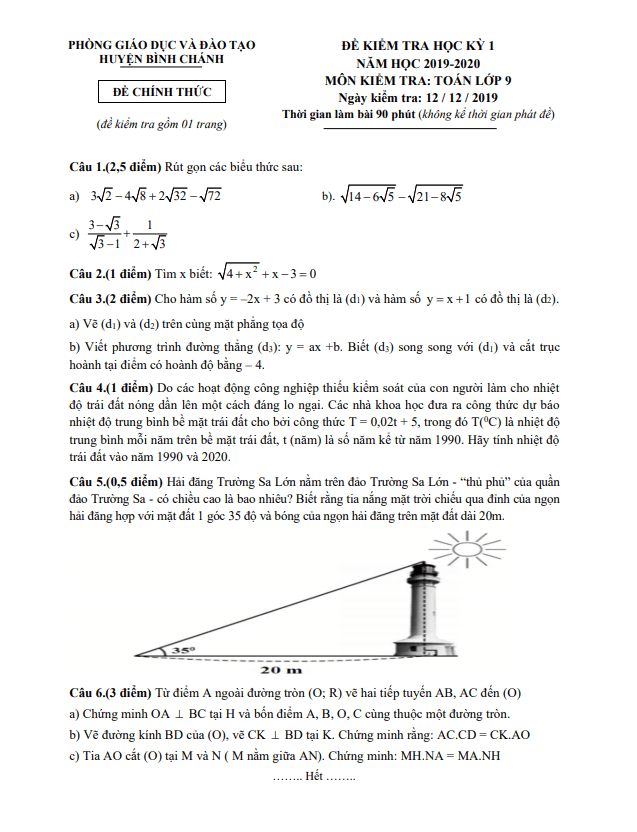 PHÒNG GIÁO DỤC VÀ ĐÀO TẠO
HUYỆN BÌNH CHÁNH
ĐỀ CHÍNH THỨC
(đề kiểm tra gồm 01 trang)
ĐỀ KIỂM TRA HỌC KỲ 1
NĂM HỌC 2019-2020
MÔN KIỂM TRA: TOÁN LỚP 9
Ngày kiểm tra: 12 / 12 / 2019
Thời gian làm bài 90 phút (không kể thời gian phát đề)
Câu 1.(2,5 điểm) Rút gọn các biểu thức sau:
a) 3√2 − 4√8 + 2√32 − √72
b). √(14 − 6√5) − √(21 − 8√5)
c) (3 − √3)/(√3 − 1) + 1/(2 + √3)
Câu 2.(1 điểm) Tìm x biết: √(4 + x²) + x − 3 = 0
Câu 3.(2 điểm) Cho hàm số y = –2x + 3 có đồ thị là (d₁) và hàm số y = x + 1 có đồ thị là (d₂).
a) Vẽ (d₁) và (d₂) trên cùng mặt phẳng tọa độ
b) Viết phương trình đường thẳng (d₃): y = ax +b. Biết (d₃) song song với (d₁) và cắt trục
hoành tại điểm có hoành độ bằng – 4.
Câu 4.(1 điểm) Do các hoạt động công nghiệp thiếu kiểm soát của con người làm cho nhiệt
độ trái đất nóng dần lên một cách đáng lo ngại. Các nhà khoa học đưa ra công thức dự báo
nhiệt độ trung bình bề mặt trái đất cho bởi công thức T = 0,02t + 5, trong đó T(⁰C) là nhiệt độ
trung bình mỗi năm trên bề mặt trái đất, t (năm) là số năm kể từ năm 1990. Hãy tính nhiệt độ
trái đất vào năm 1990 và 2020.
Câu 5.(0,5 điểm) Hải đăng Trường Sa Lớn nằm trên đảo Trường Sa Lớn - “thủ phủ” của quần
đảo Trường Sa - có chiều cao là bao nhiêu? Biết rằng tia nắng mặt trời chiếu qua đỉnh của ngọn
hải đăng hợp với mặt đất 1 góc 35 độ và bóng của ngọn hải đăng trên mặt đất dài 20m.
35°
20 m
Câu 6.(3 điểm) Từ điểm A ngoài đường tròn (O; R) vẽ hai tiếp tuyến AB, AC đến (O)
a) Chứng minh OA ⊥ BC tại H và bốn điểm A, B, O, C cùng thuộc một đường tròn.
b) Vẽ đường kính BD của (O), vẽ CK ⊥ BD tại K. Chứng minh rằng: AC.CD = CK.AO
c) Tia AO cắt (O) tại M và N ( M nằm giữa AN). Chứng minh: MH.NA = MA.NH
…….. Hết ……..